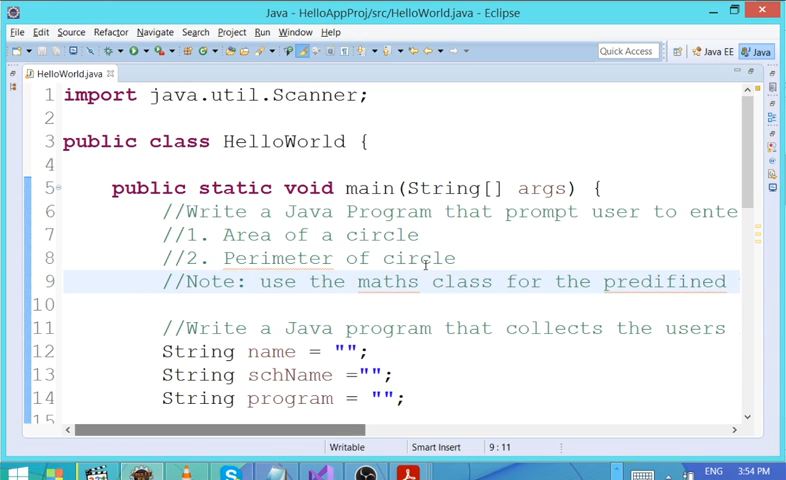 Java - HelloAppProj/src/HelloWorld.java - Eclipse
File Edit Source Refactor Navigate Search Project Run Window Help
Quick Access Java EE Java
HelloWorld.java
1 import java.util.Scanner;
2
3 public class HelloWorld {
4
5 public static void main(String[] args) {
6 //Write a Java Program that prompt user to ente
7 //1. Area of a circle
8 //2. Perimeter of circle
9 //Note: use the maths class for the predifined
10
11 //Write a Java program that collects the users
12 String name = "";
13 String schName ="";
14 String program = "";
15
Writable Smart Insert 9 : 11
ENG 3:54 PM